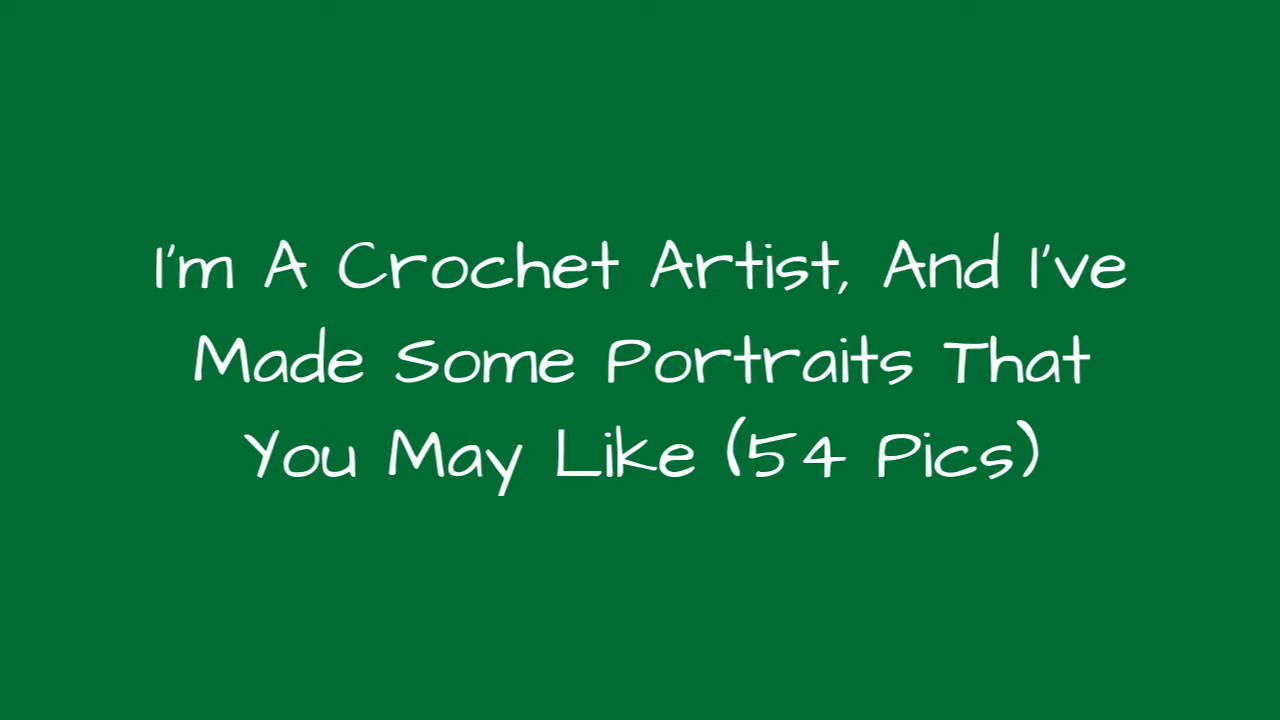 I'm A Crochet Artist, And I've
Made Some Portraits That
You May Like (54 Pics)